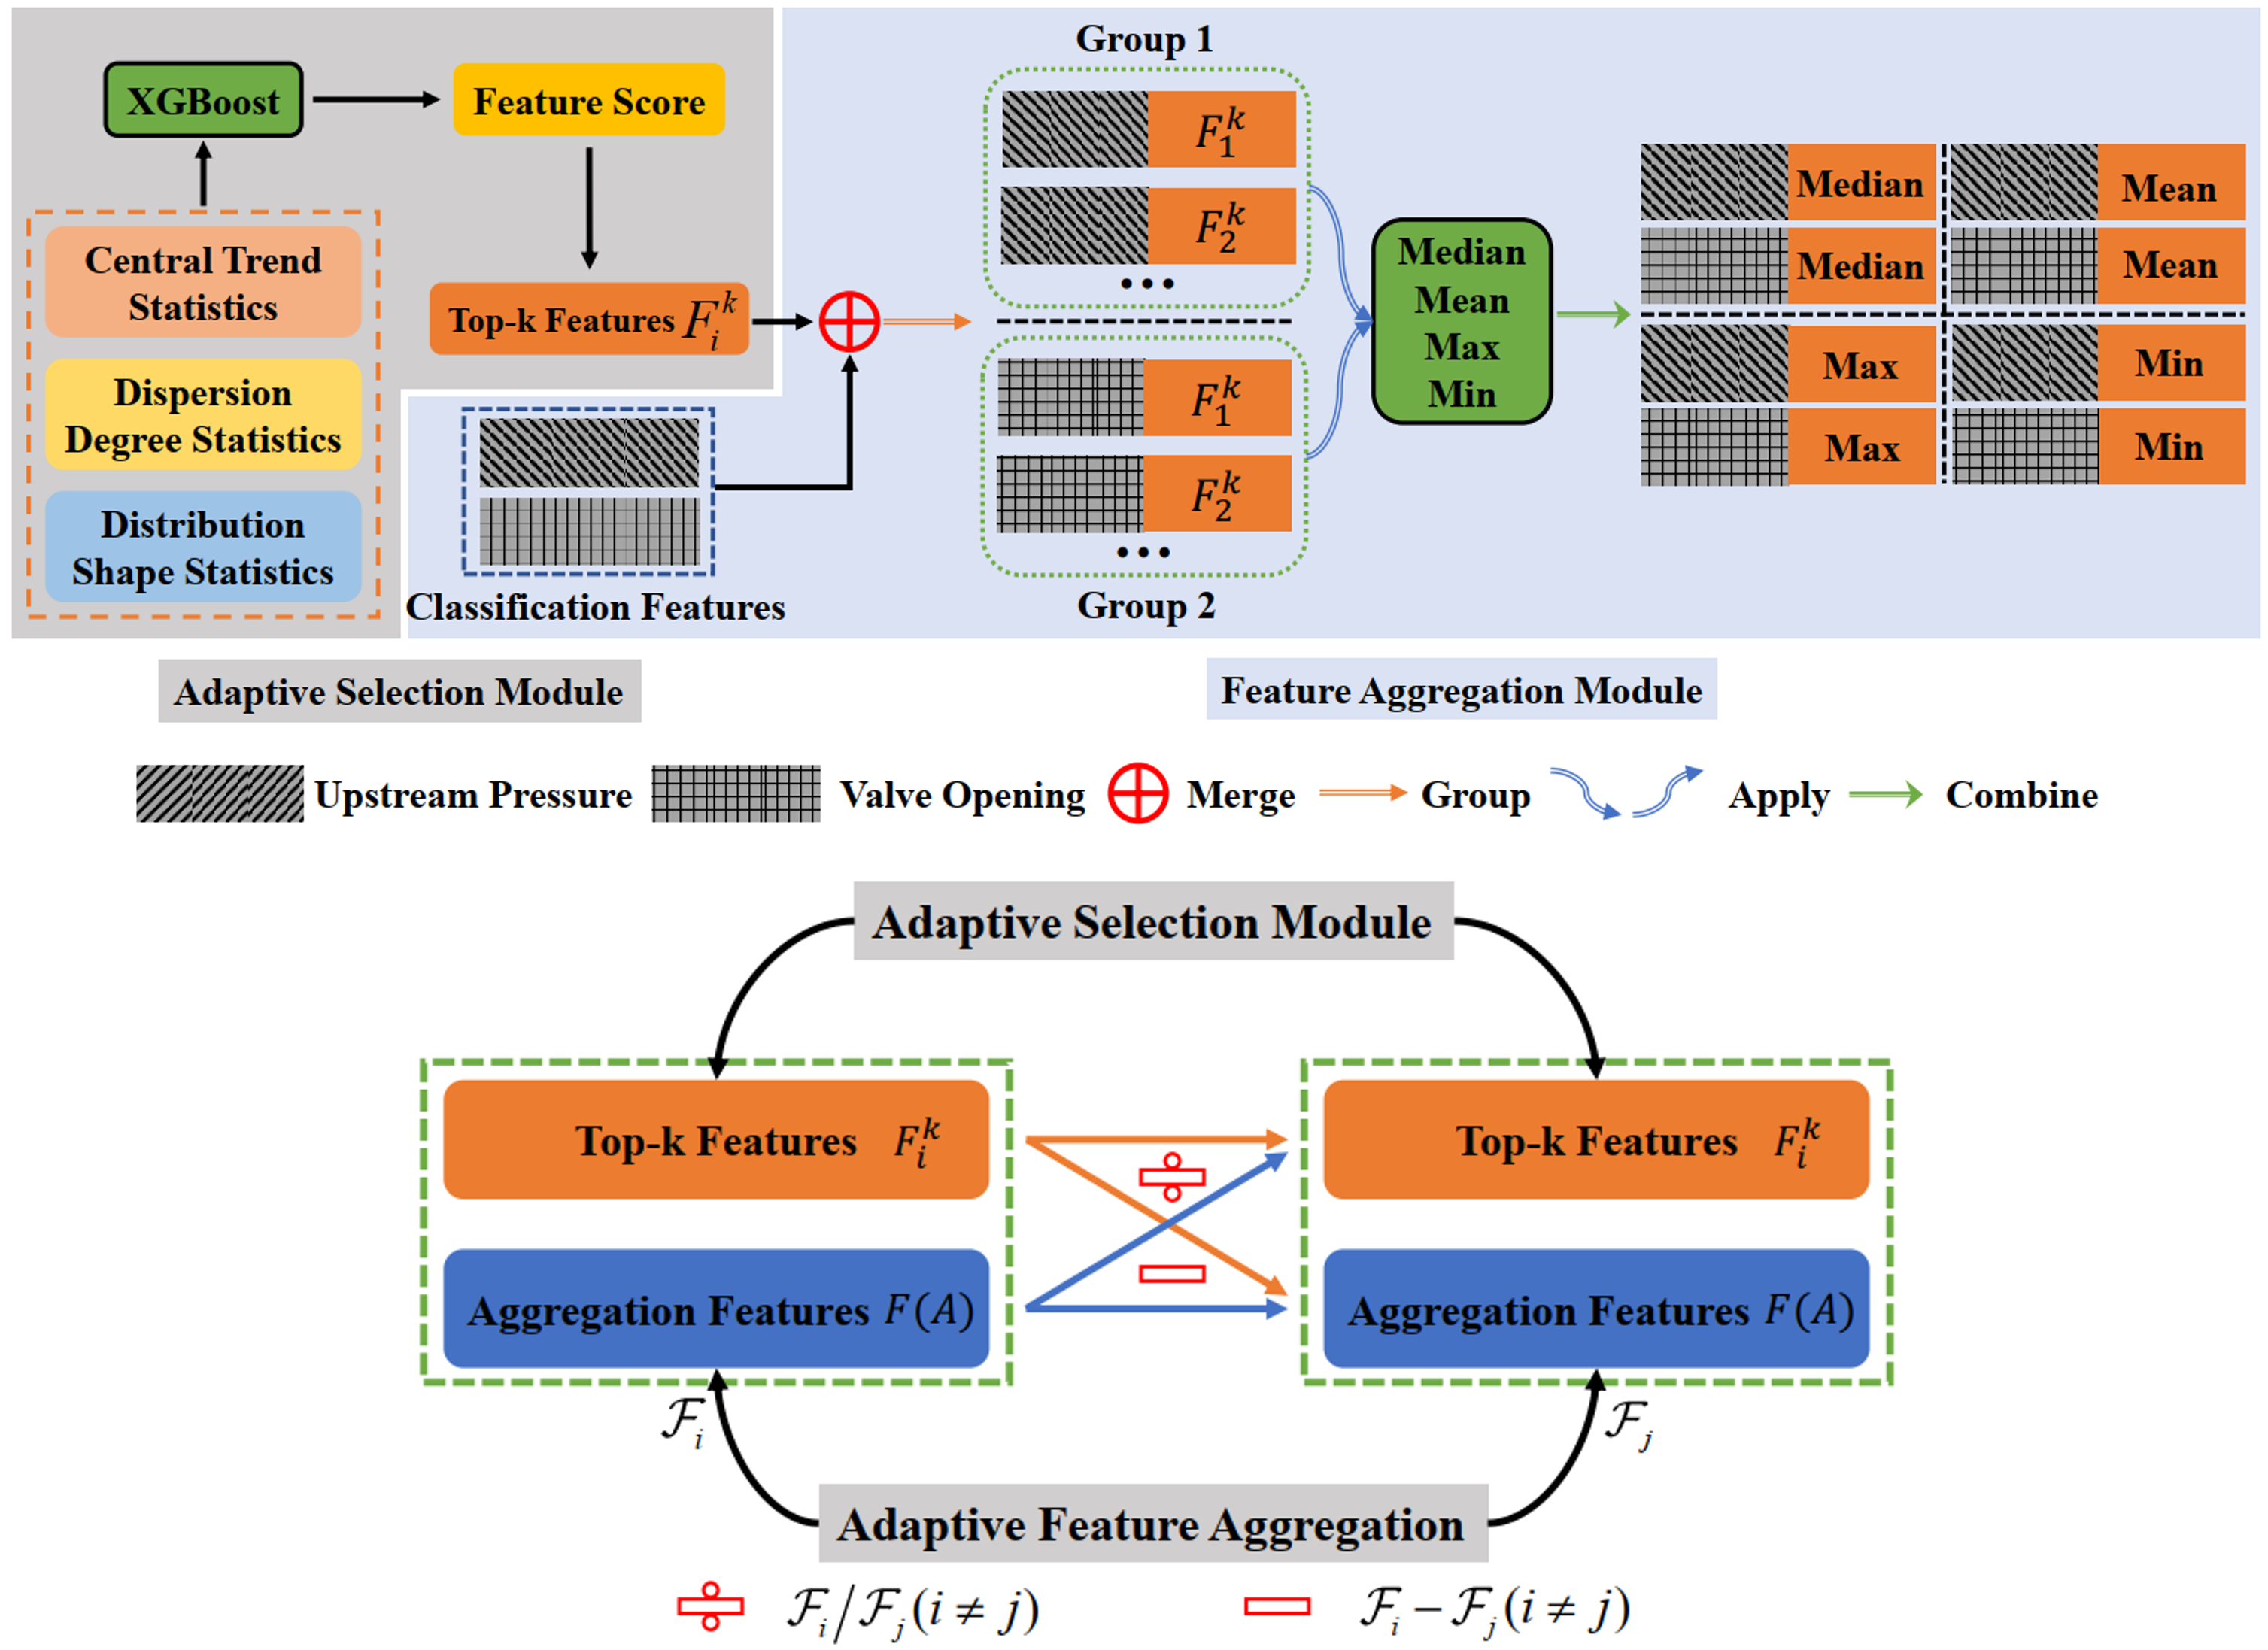 XGBoost
Feature Score
Central Trend
Statistics
Dispersion
Degree Statistics
Distribution
Shape Statistics
Top-k Features $F_i^k$
Classification Features
Group 1
$F_1^k$
$F_2^k$
...
$F_1^k$
$F_2^k$
...
Group 2
Median
Mean
Max
Min
Median
Mean
Median
Mean
Max
Min
Max
Min
Adaptive Selection Module
Feature Aggregation Module
Upstream Pressure
Valve Opening
Merge
Group
Apply
Combine
Adaptive Selection Module
Top-k Features $F_i^k$
Top-k Features $F_i^k$
Aggregation Features $F(A)$
Aggregation Features $F(A)$
$\mathcal{F}_i$
$\mathcal{F}_j$
Adaptive Feature Aggregation
$\mathcal{F}_i / \mathcal{F}_j (i \neq j)$
$\mathcal{F}_i - \mathcal{F}_j (i \neq j)$